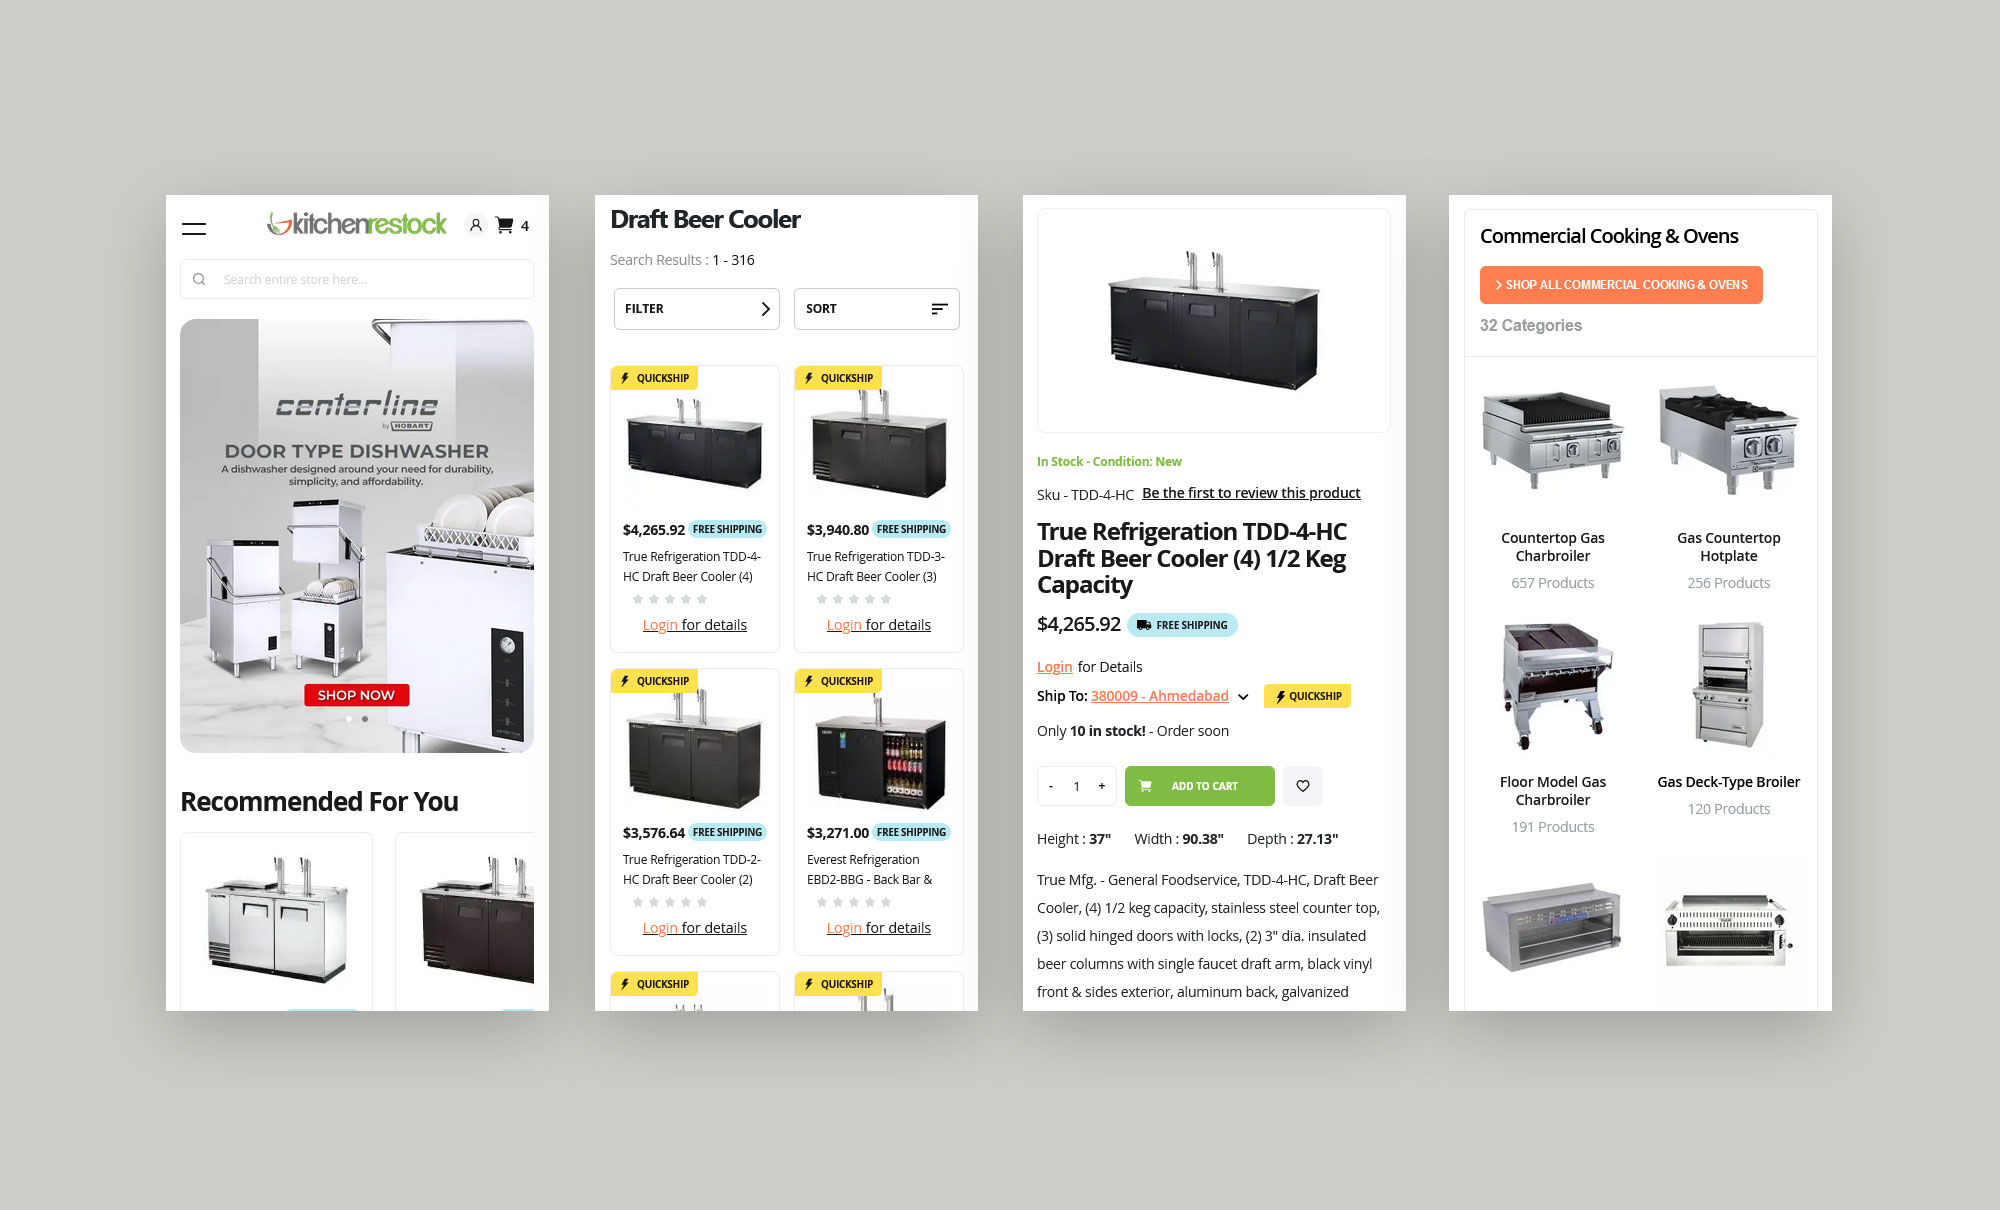 kitchenrestock
4
Search entire store here...
centerline
by HOBART
DOOR TYPE DISHWASHER
A dishwasher designed around your need for durability,
simplicity, and affordability.
SHOP NOW
centerline
Recommended For You
Draft Beer Cooler
Search Results : 1 - 316
FILTER
SORT
QUICKSHIP
QUICKSHIP
$4,265.92 FREE SHIPPING
$3,940.80 FREE SHIPPING
True Refrigeration TDD-4-
HC Draft Beer Cooler (4)
True Refrigeration TDD-3-
HC Draft Beer Cooler (3)
Login for details
Login for details
QUICKSHIP
QUICKSHIP
$3,576.64 FREE SHIPPING
$3,271.00 FREE SHIPPING
True Refrigeration TDD-2-
HC Draft Beer Cooler (2)
Everest Refrigeration
EBD2-BBG - Back Bar &
Login for details
Login for details
QUICKSHIP
QUICKSHIP
In Stock - Condition: New
Sku - TDD-4-HC Be the first to review this product
True Refrigeration TDD-4-HC
Draft Beer Cooler (4) 1/2 Keg
Capacity
$4,265.92 FREE SHIPPING
Login for Details
Ship To: 380009 - Ahmedabad QUICKSHIP
Only 10 in stock! - Order soon
- 1 + ADD TO CART
Height : 37" Width : 90.38" Depth : 27.13"
True Mfg. - General Foodservice, TDD-4-HC, Draft Beer
Cooler, (4) 1/2 keg capacity, stainless steel counter top,
(3) solid hinged doors with locks, (2) 3" dia. insulated
beer columns with single faucet draft arm, black vinyl
front & sides exterior, aluminum back, galvanized
Commercial Cooking & Ovens
SHOP ALL COMMERCIAL COOKING & OVENS
32 Categories
Countertop Gas
Charbroiler
657 Products
Gas Countertop
Hotplate
256 Products
Floor Model Gas
Charbroiler
191 Products
Gas Deck-Type Broiler
120 Products